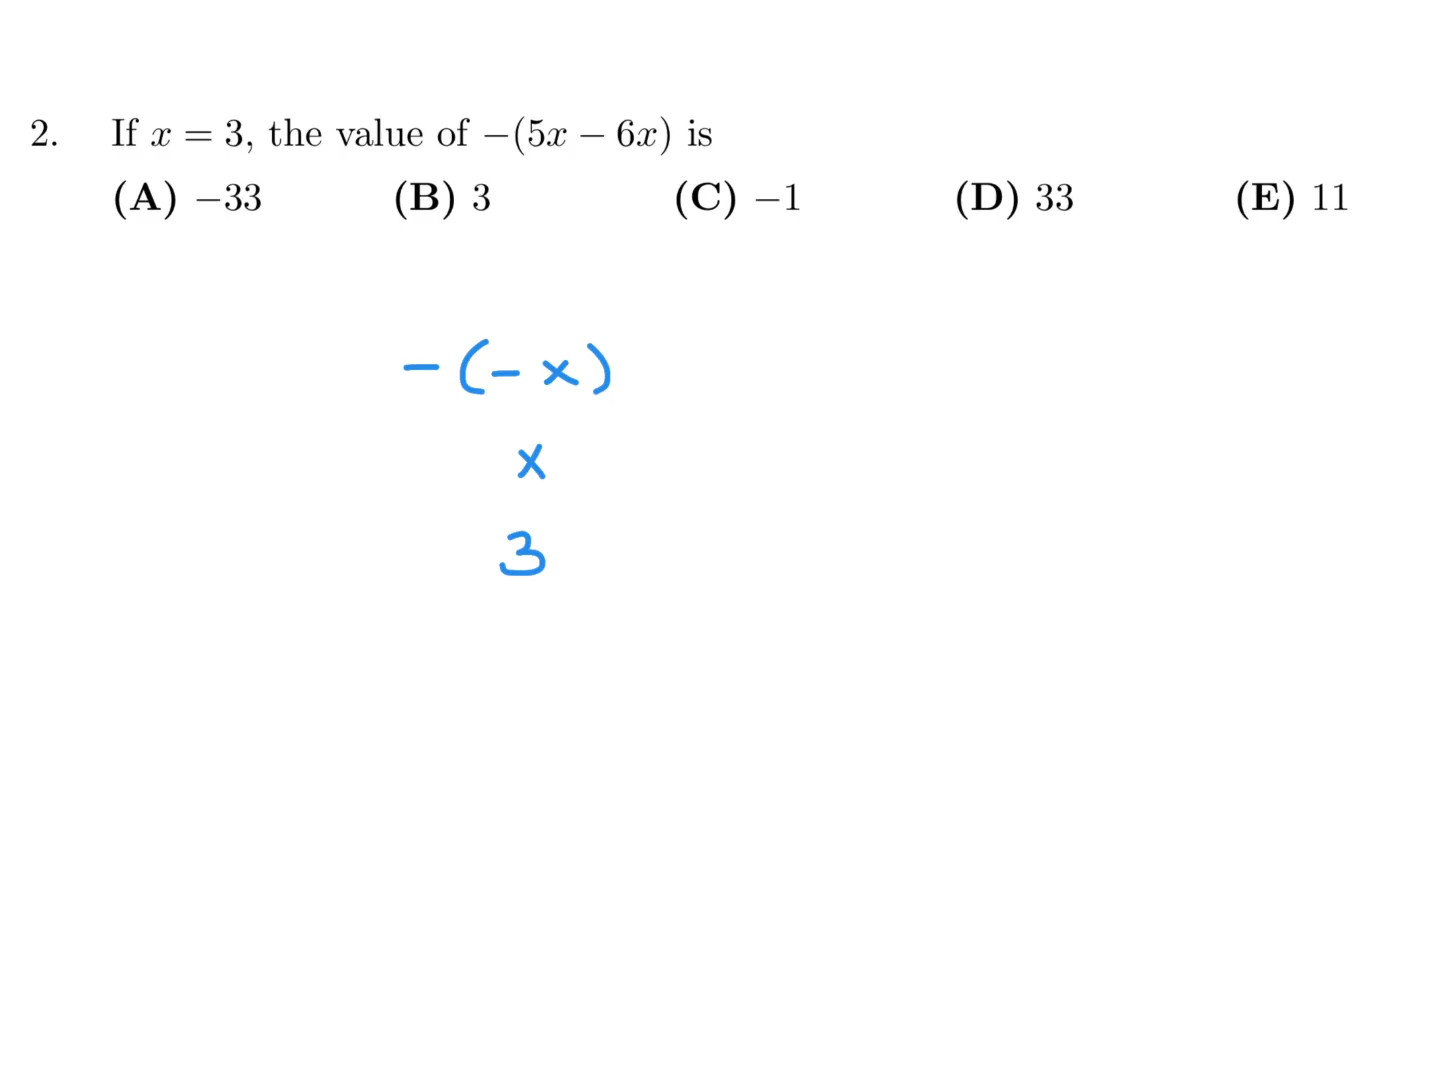 2. If x = 3, the value of −(5x − 6x) is
(A) −33 (B) 3 (C) −1 (D) 33 (E) 11
− (− x)
x
3